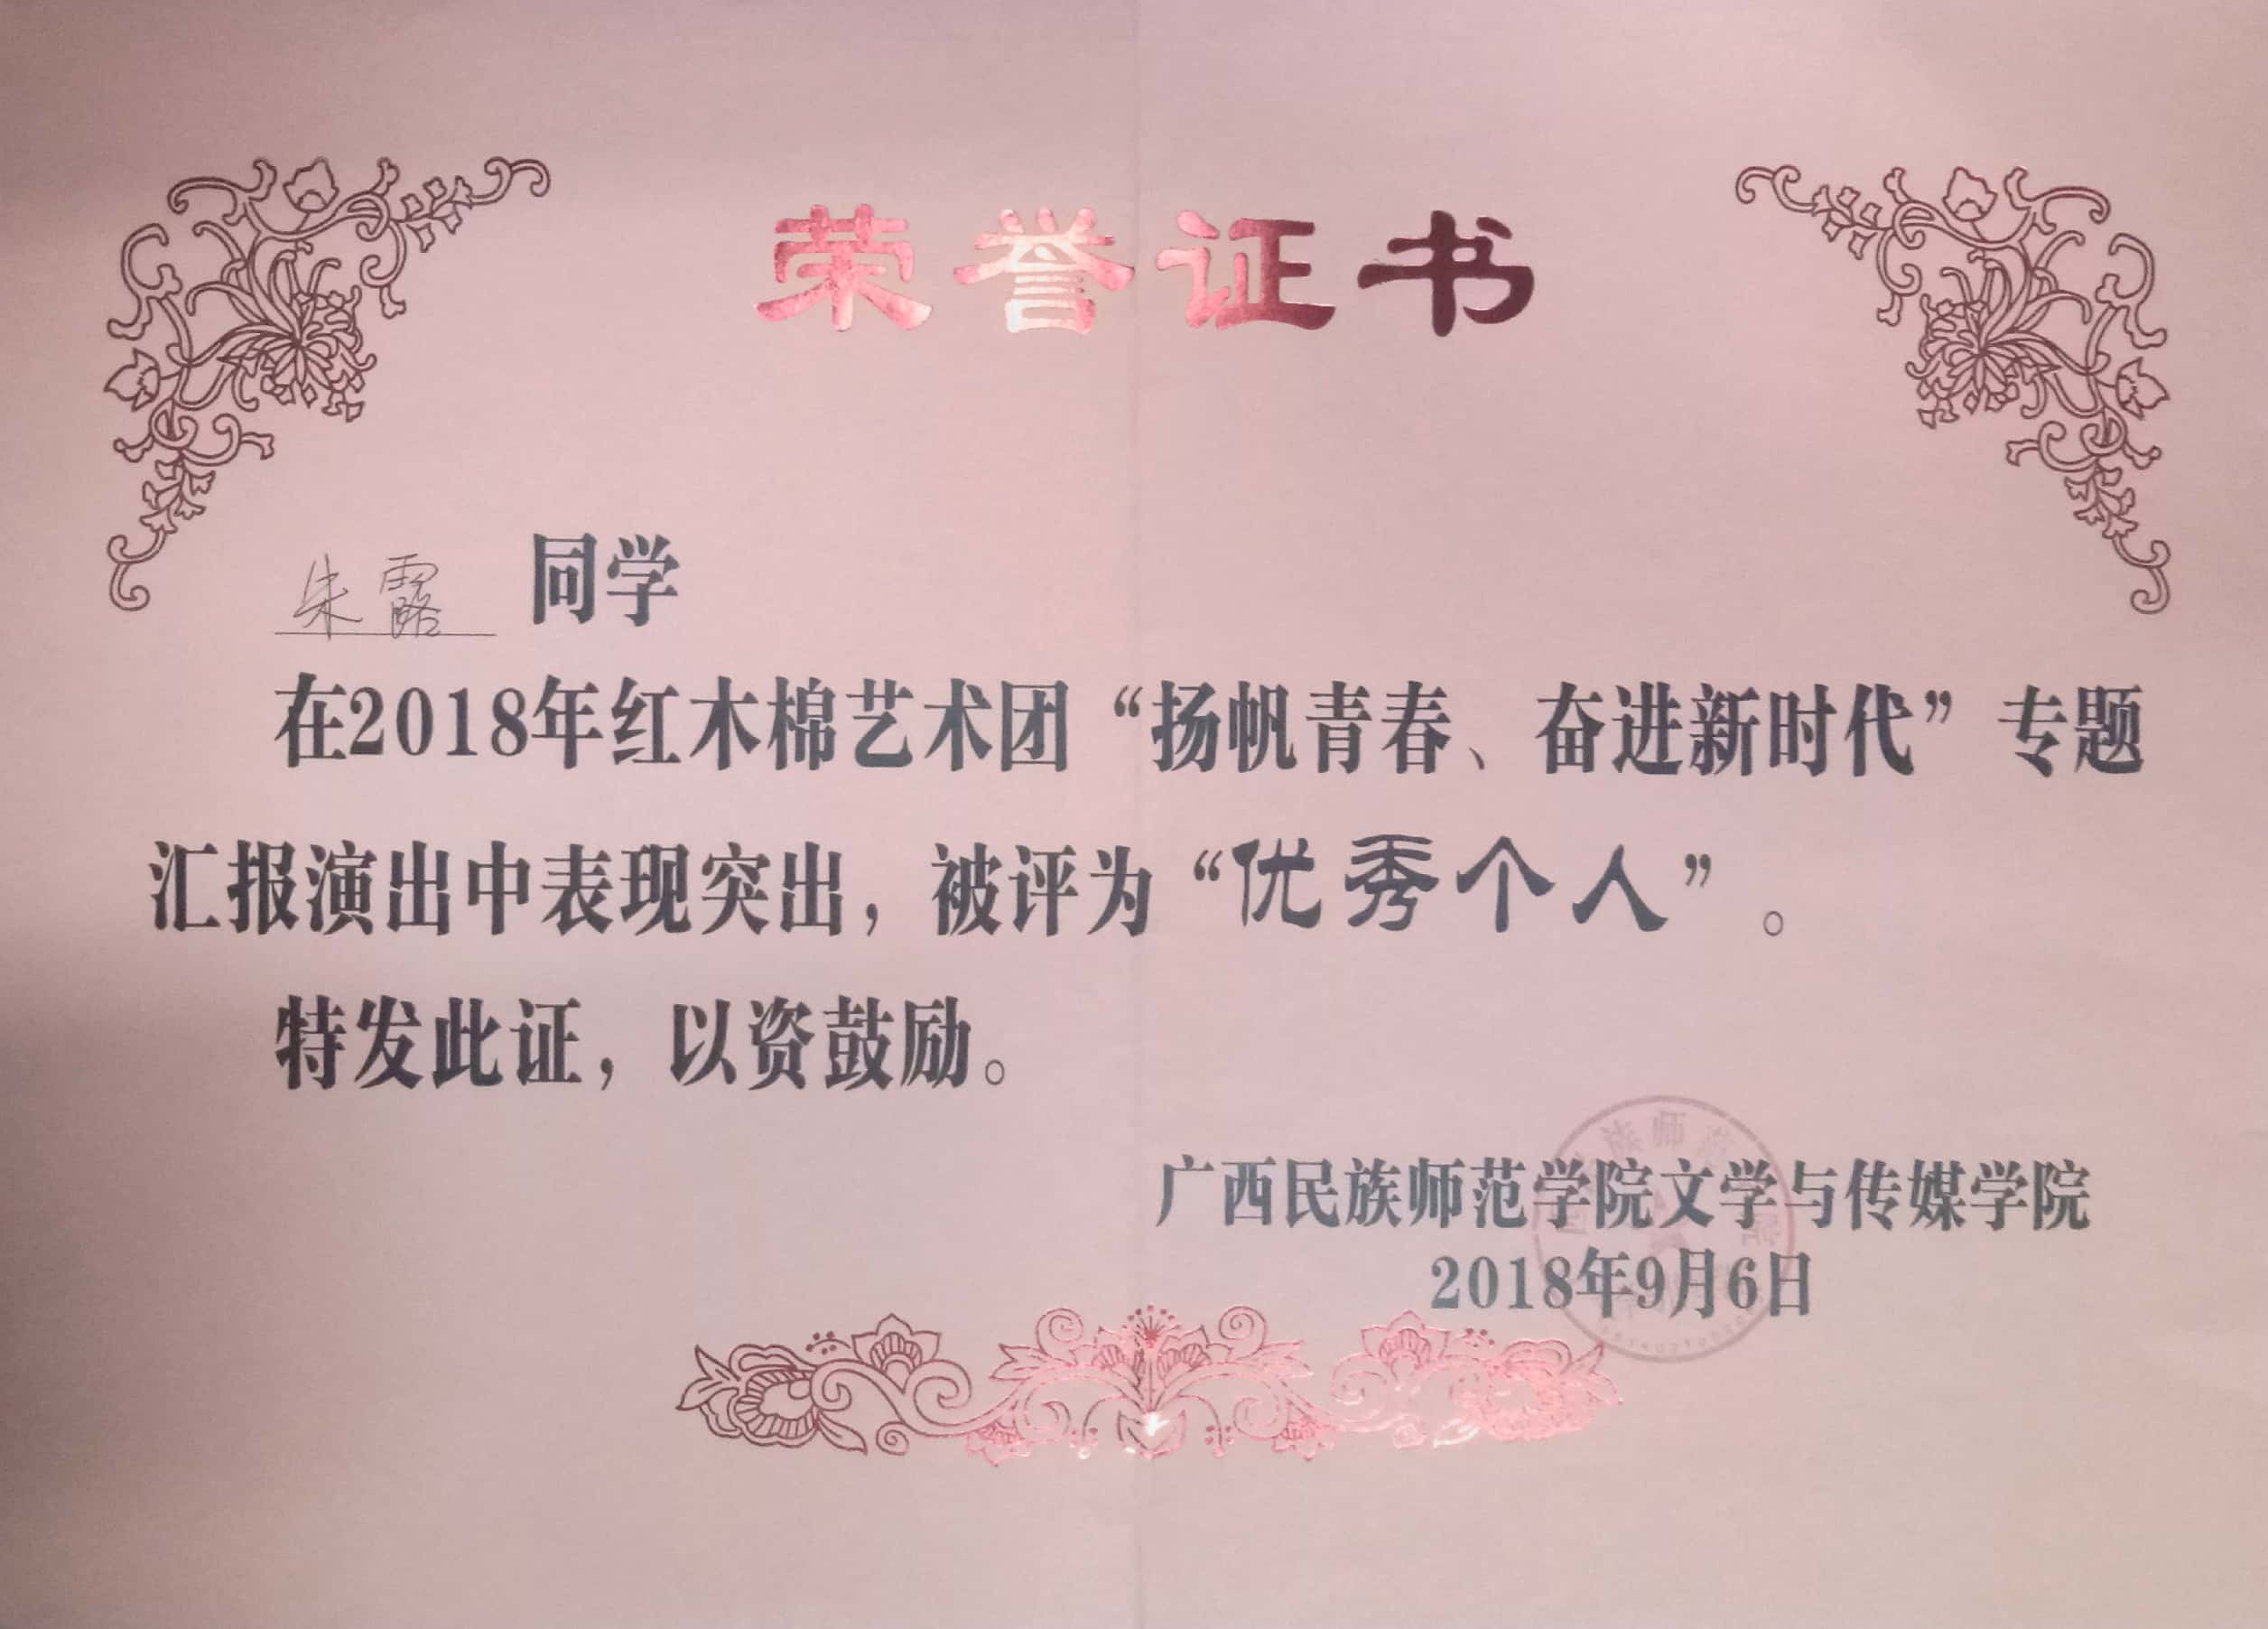 荣誉证书
朱露 同学
在2018年红木棉艺术团“扬帆青春、奋进新时代”专题
汇报演出中表现突出，被评为“优秀个人”。
特发此证，以资鼓励。
广西民族师范学院文学与传媒学院
2018年9月6日